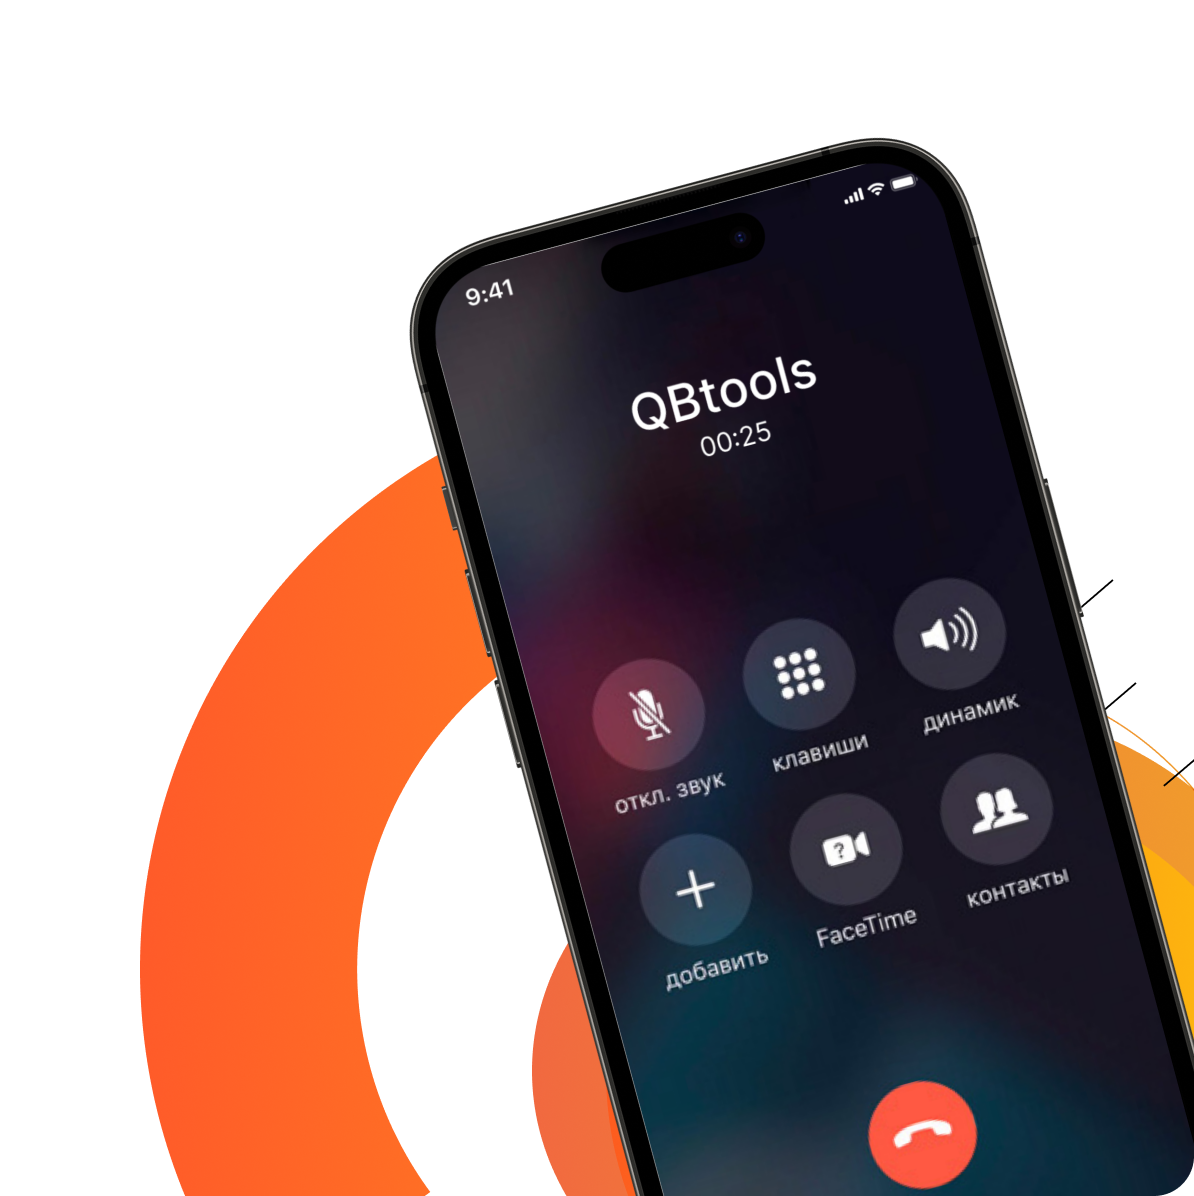 9:41
QBtools
00:25
откл. звук
клавиши
динамик
?
добавить
FaceTime
контакты